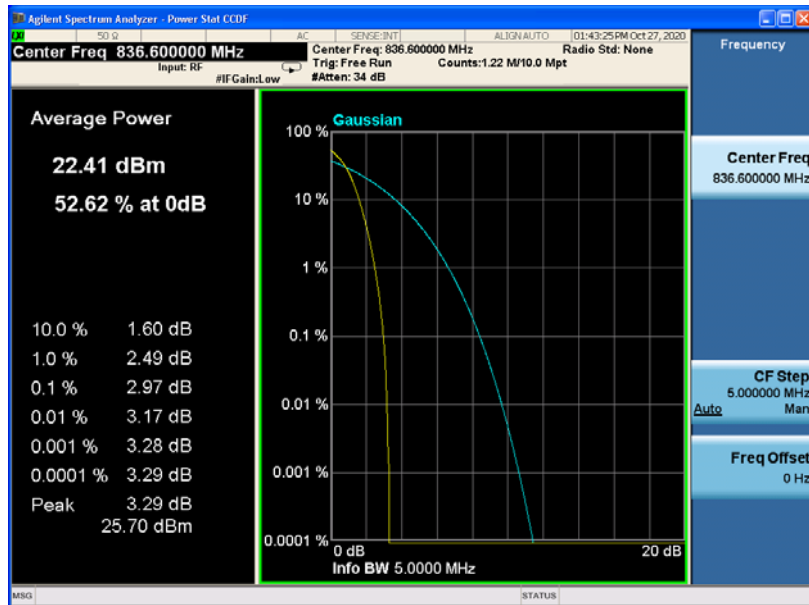 Agilent Spectrum Analyzer - Power Stat CCDF
50 Ω AC SENSE:INT ALIGN AUTO 01:43:25 PM Oct 27, 2020
Center Freq 836.600000 MHz
Input: RF
#IFGain:Low
Center Freq: 836.600000 MHz
Radio Std: None
Trig: Free Run
Counts:1.22 M/10.0 Mpt
#Atten: 34 dB
Average Power
22.41 dBm
52.62 % at 0dB
10.0 % 1.60 dB
1.0 % 2.49 dB
0.1 % 2.97 dB
0.01 % 3.17 dB
0.001 % 3.28 dB
0.0001 % 3.29 dB
Peak 3.29 dB
25.70 dBm
Gaussian
100 %
10 %
1 %
0.1 %
0.01 %
0.001 %
0.0001 %
0 dB
20 dB
Info BW 5.0000 MHz
Frequency
Center Freq
836.600000 MHz
CF Step
5.000000 MHz
Auto Man
Freq Offset
0 Hz
MSG
STATUS